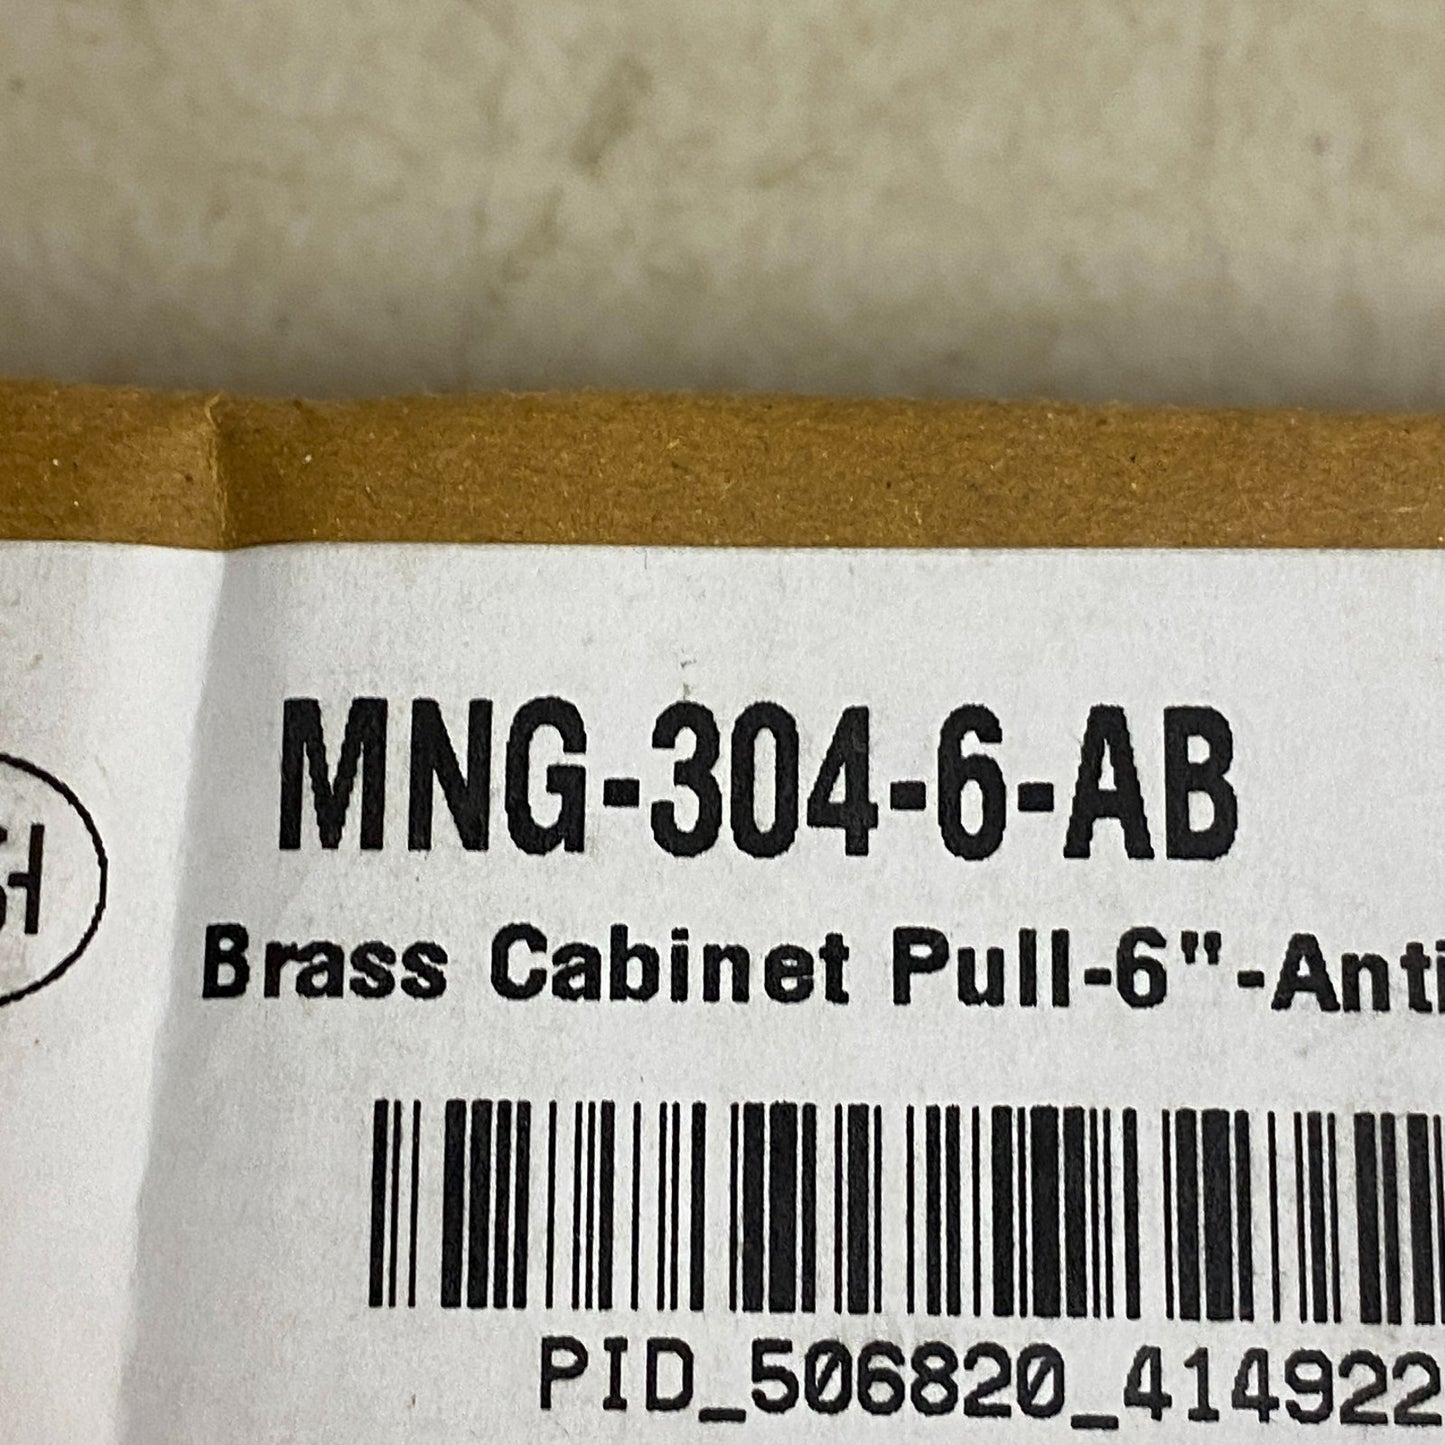 MNG-304-6-AB
Brass Cabinet Pull-6"-Anti
PID_506820_414922